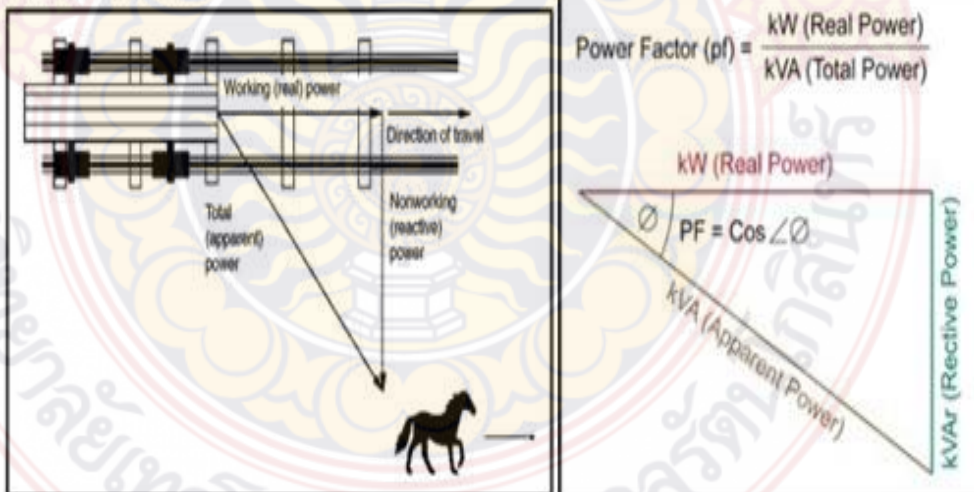 Working (real) power
Direction of travel
Total
(apparent)
power
Nonworking
(reactive)
power
Power Factor (pf) = kW (Real Power)
kVA (Total Power)
kW (Real Power)
Ø PF = Cos ∠Ø
kVA (Apparent Power)
kVAr (Rective Power)